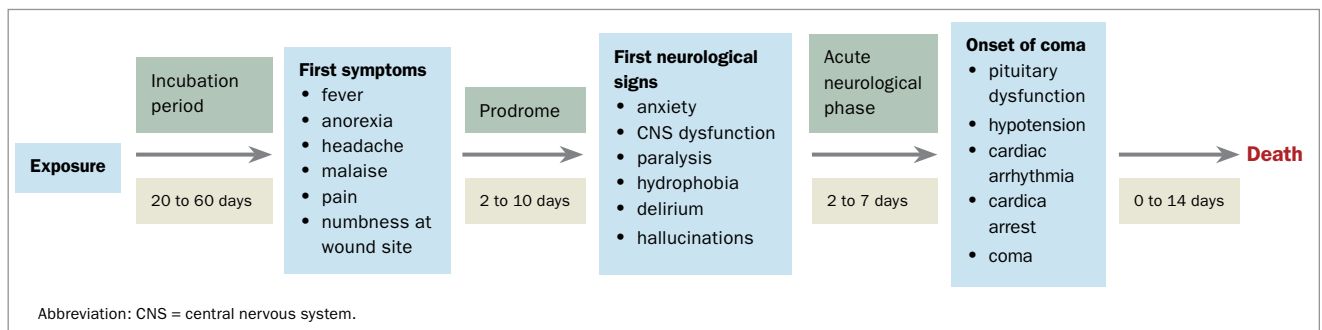 Exposure
Incubation
period
20 to 60 days
First symptoms
• fever
• anorexia
• headache
• malaise
• pain
• numbness at
wound site
Prodrome
2 to 10 days
First neurological
signs
• anxiety
• CNS dysfunction
• paralysis
• hydrophobia
• delirium
• hallucinations
Acute
neurological
phase
2 to 7 days
Onset of coma
• pituitary
dysfunction
• hypotension
• cardiac
arrhythmia
• cardica
arrest
• coma
0 to 14 days
Death
Abbreviation: CNS = central nervous system.